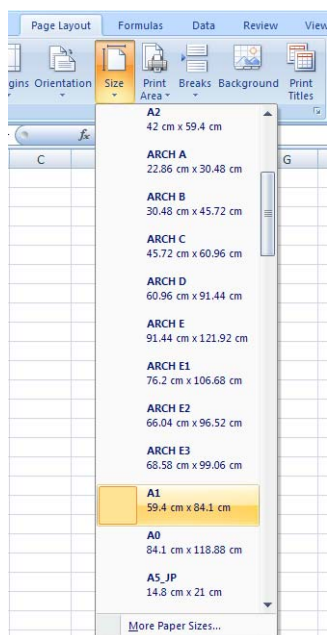 Page Layout Formulas Data Review View
gins Orientation Size Print Area Breaks Background Print Titles
fx
C G
A2
42 cm x 59.4 cm
ARCH A
22.86 cm x 30.48 cm
ARCH B
30.48 cm x 45.72 cm
ARCH C
45.72 cm x 60.96 cm
ARCH D
60.96 cm x 91.44 cm
ARCH E
91.44 cm x 121.92 cm
ARCH E1
76.2 cm x 106.68 cm
ARCH E2
66.04 cm x 96.52 cm
ARCH E3
68.58 cm x 99.06 cm
A1
59.4 cm x 84.1 cm
A0
84.1 cm x 118.88 cm
A5_JP
14.8 cm x 21 cm
More Paper Sizes...